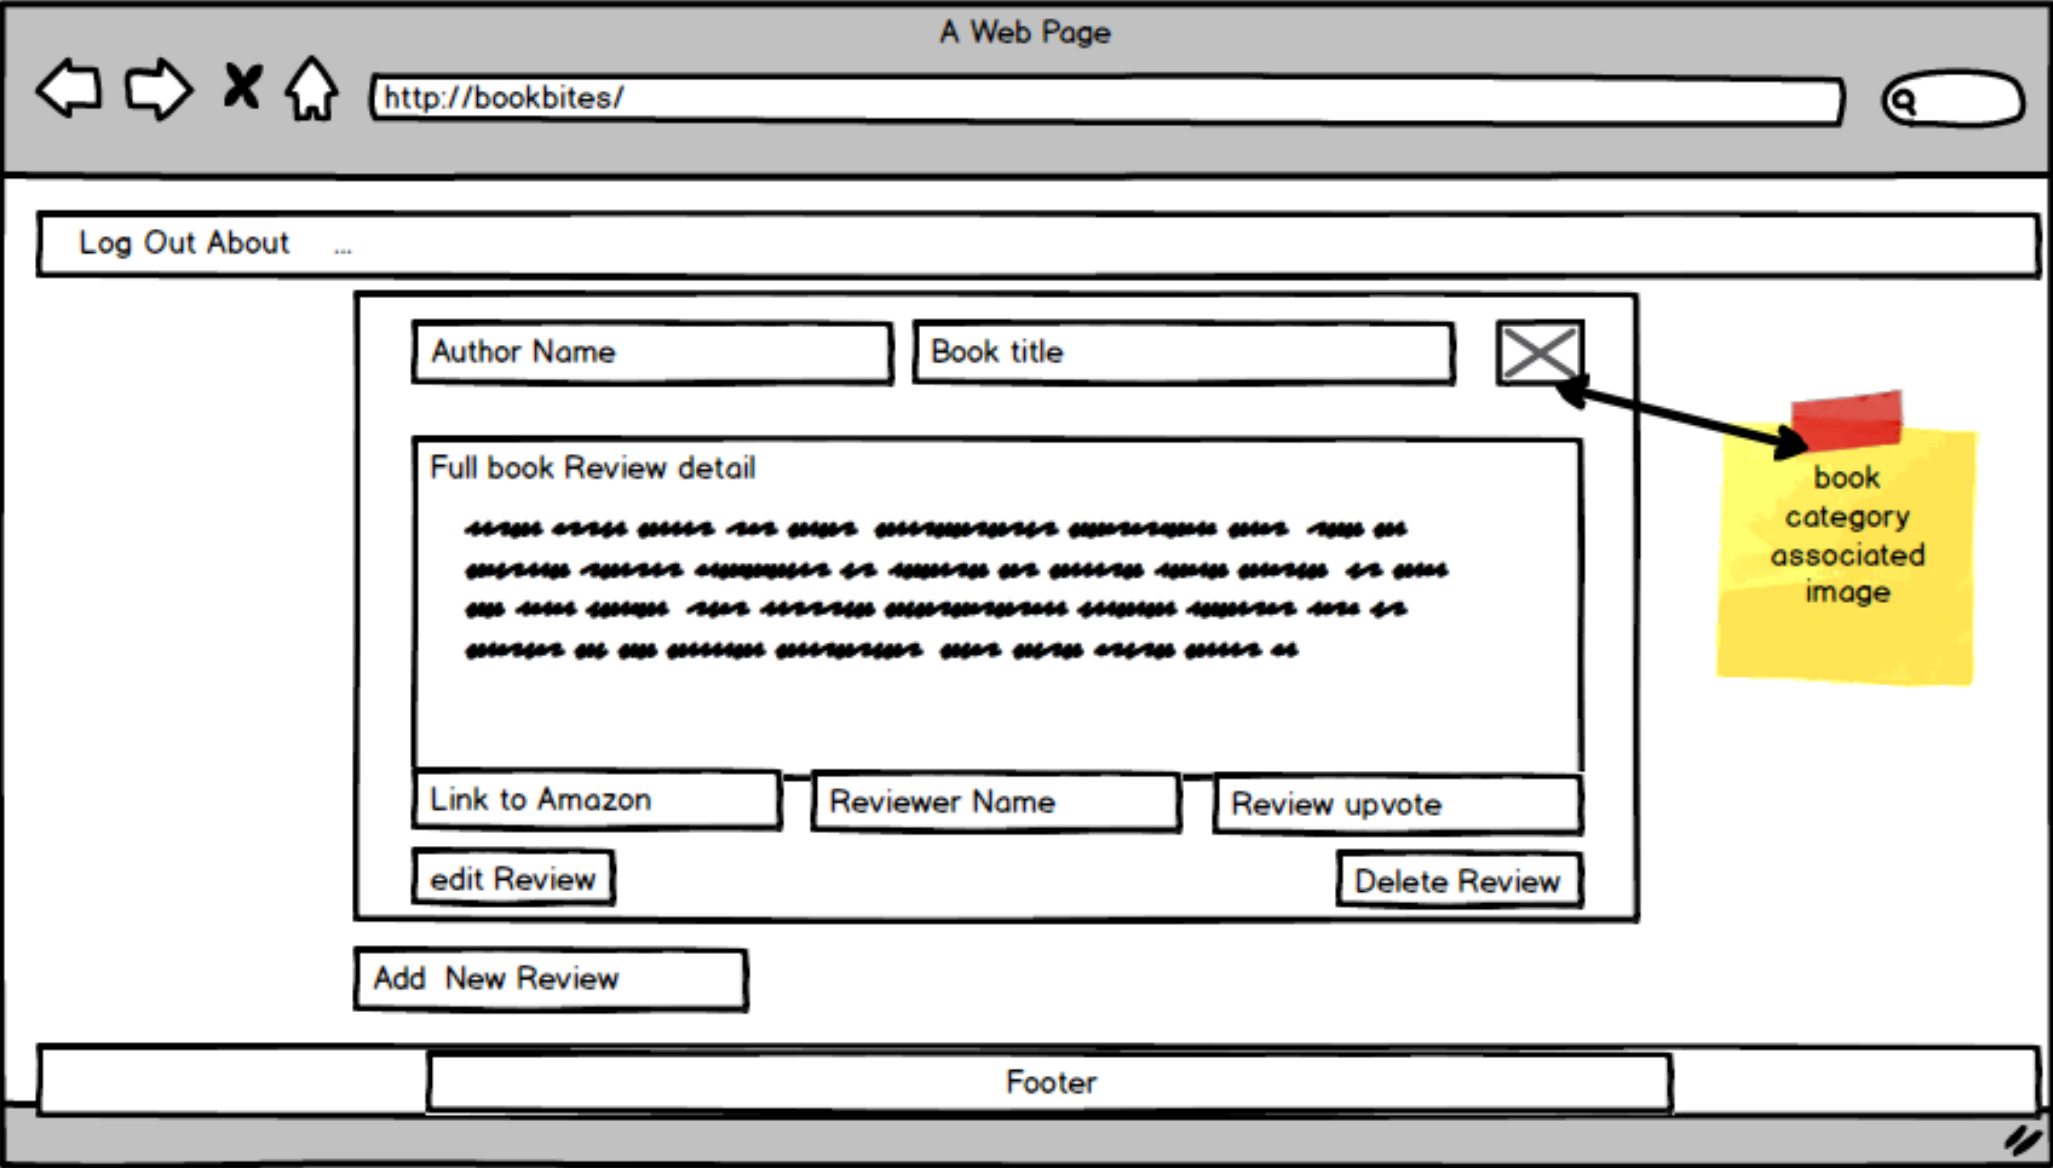 A Web Page
http://bookbites/
Log Out About ...
Author Name
Book title
Full book Review detail
book
category
associated
image
Link to Amazon
Reviewer Name
Review upvote
edit Review
Delete Review
Add New Review
Footer